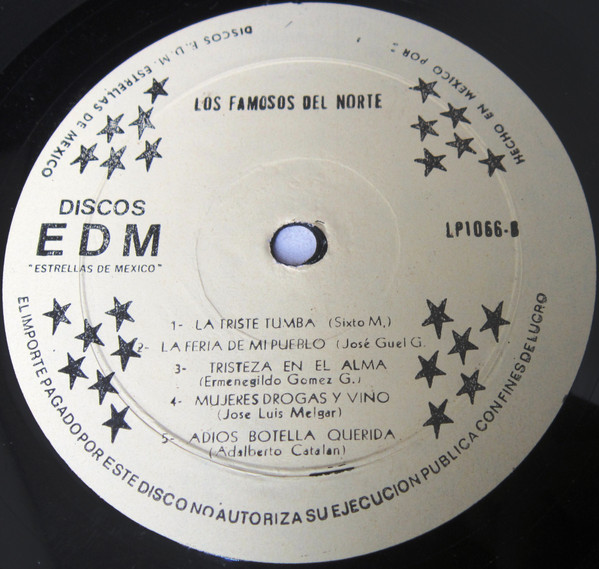 DISCOS E.D.M. ESTRELLAS DE MEXICO
HECHO EN MEXICO POR
LOS FAMOSOS DEL NORTE
DISCOS
EDM
"ESTRELLAS DE MEXICO"
LP1066-B
1- LA TRISTE TUMBA (Sixto M,)
2- LA FERIA DE MI PUEBLO (José Guel G.
3- TRISTEZA EN EL ALMA
(Ermenegildo Gomez G.)
4- MUJERES DROGAS Y VINO
(Jose Luis Melgar)
5- ADIOS BOTELLA QUERIDA
(Adalberto Catalan)
EL IMPORTE PAGADO POR ESTE DISCO NO AUTORIZA SU EJECUCION PUBLICA CON FINES DE LUCRO